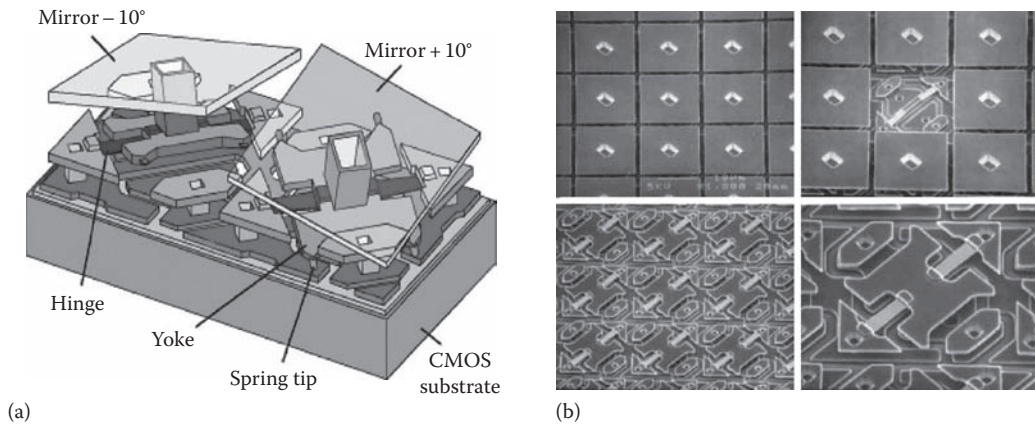 Mirror – 10°
Mirror + 10°
Hinge
Yoke
Spring tip
CMOS
substrate
(a)
(b)